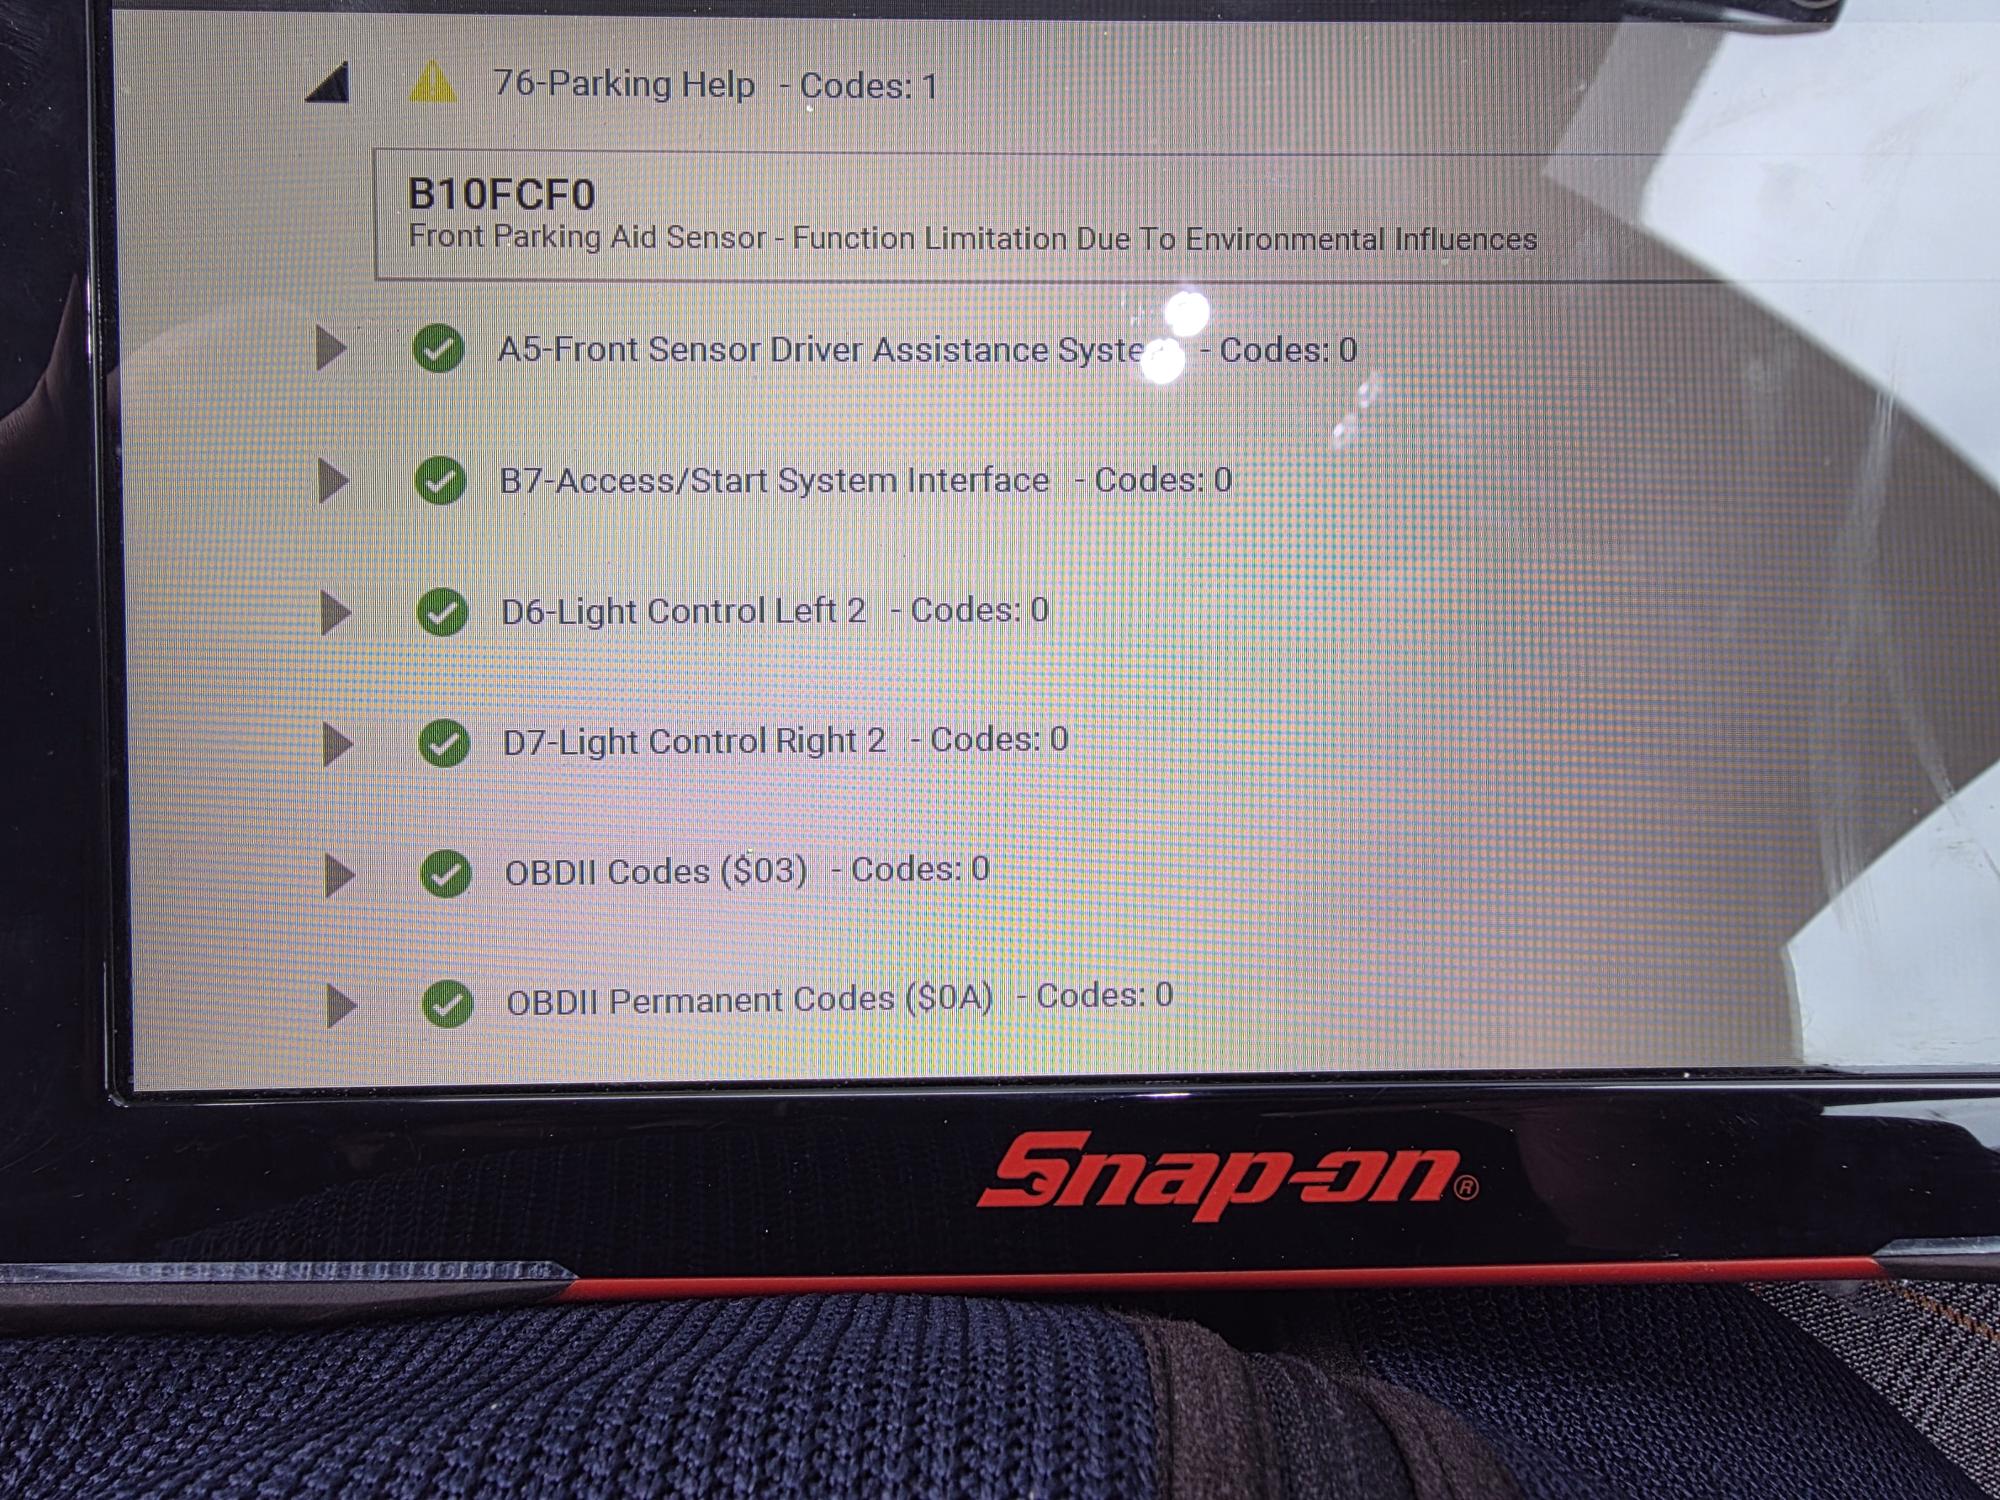 76-Parking Help - Codes: 1
B10FCF0
Front Parking Aid Sensor - Function Limitation Due To Environmental Influences
A5-Front Sensor Driver Assistance Syste - Codes: 0
B7-Access/Start System Interface - Codes: 0
D6-Light Control Left 2 - Codes: 0
D7-Light Control Right 2 - Codes: 0
OBDII Codes ($03) - Codes: 0
OBDII Permanent Codes ($0A) - Codes: 0
Snap-on®